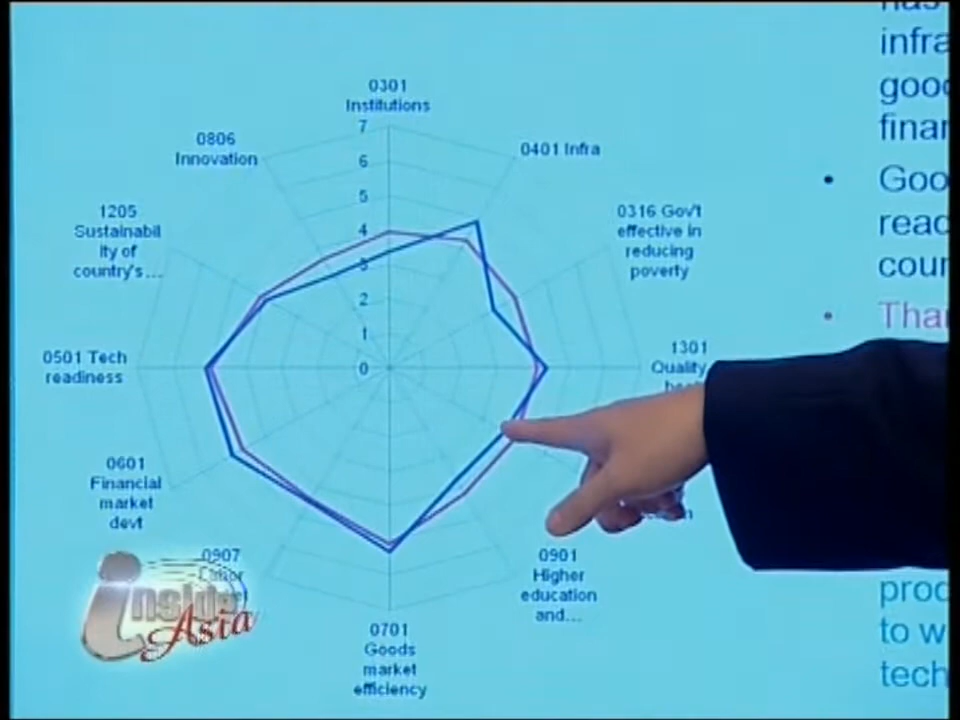 0301
Institutions
7
6
5
4
3
2
1
0
0401 Infra
0316 Gov't
effective in
reducing
poverty
1301
Quality
0901
Higher
education
and...
0701
Goods
market
efficiency
0907
0601
Financial
market
devt
0501 Tech
readiness
1205
Sustainabil
ity of
country's...
0806
Innovation
infra
good
finan
•
Goo
read
coun
•
Thai
prod
to w
tech
inside
Asia